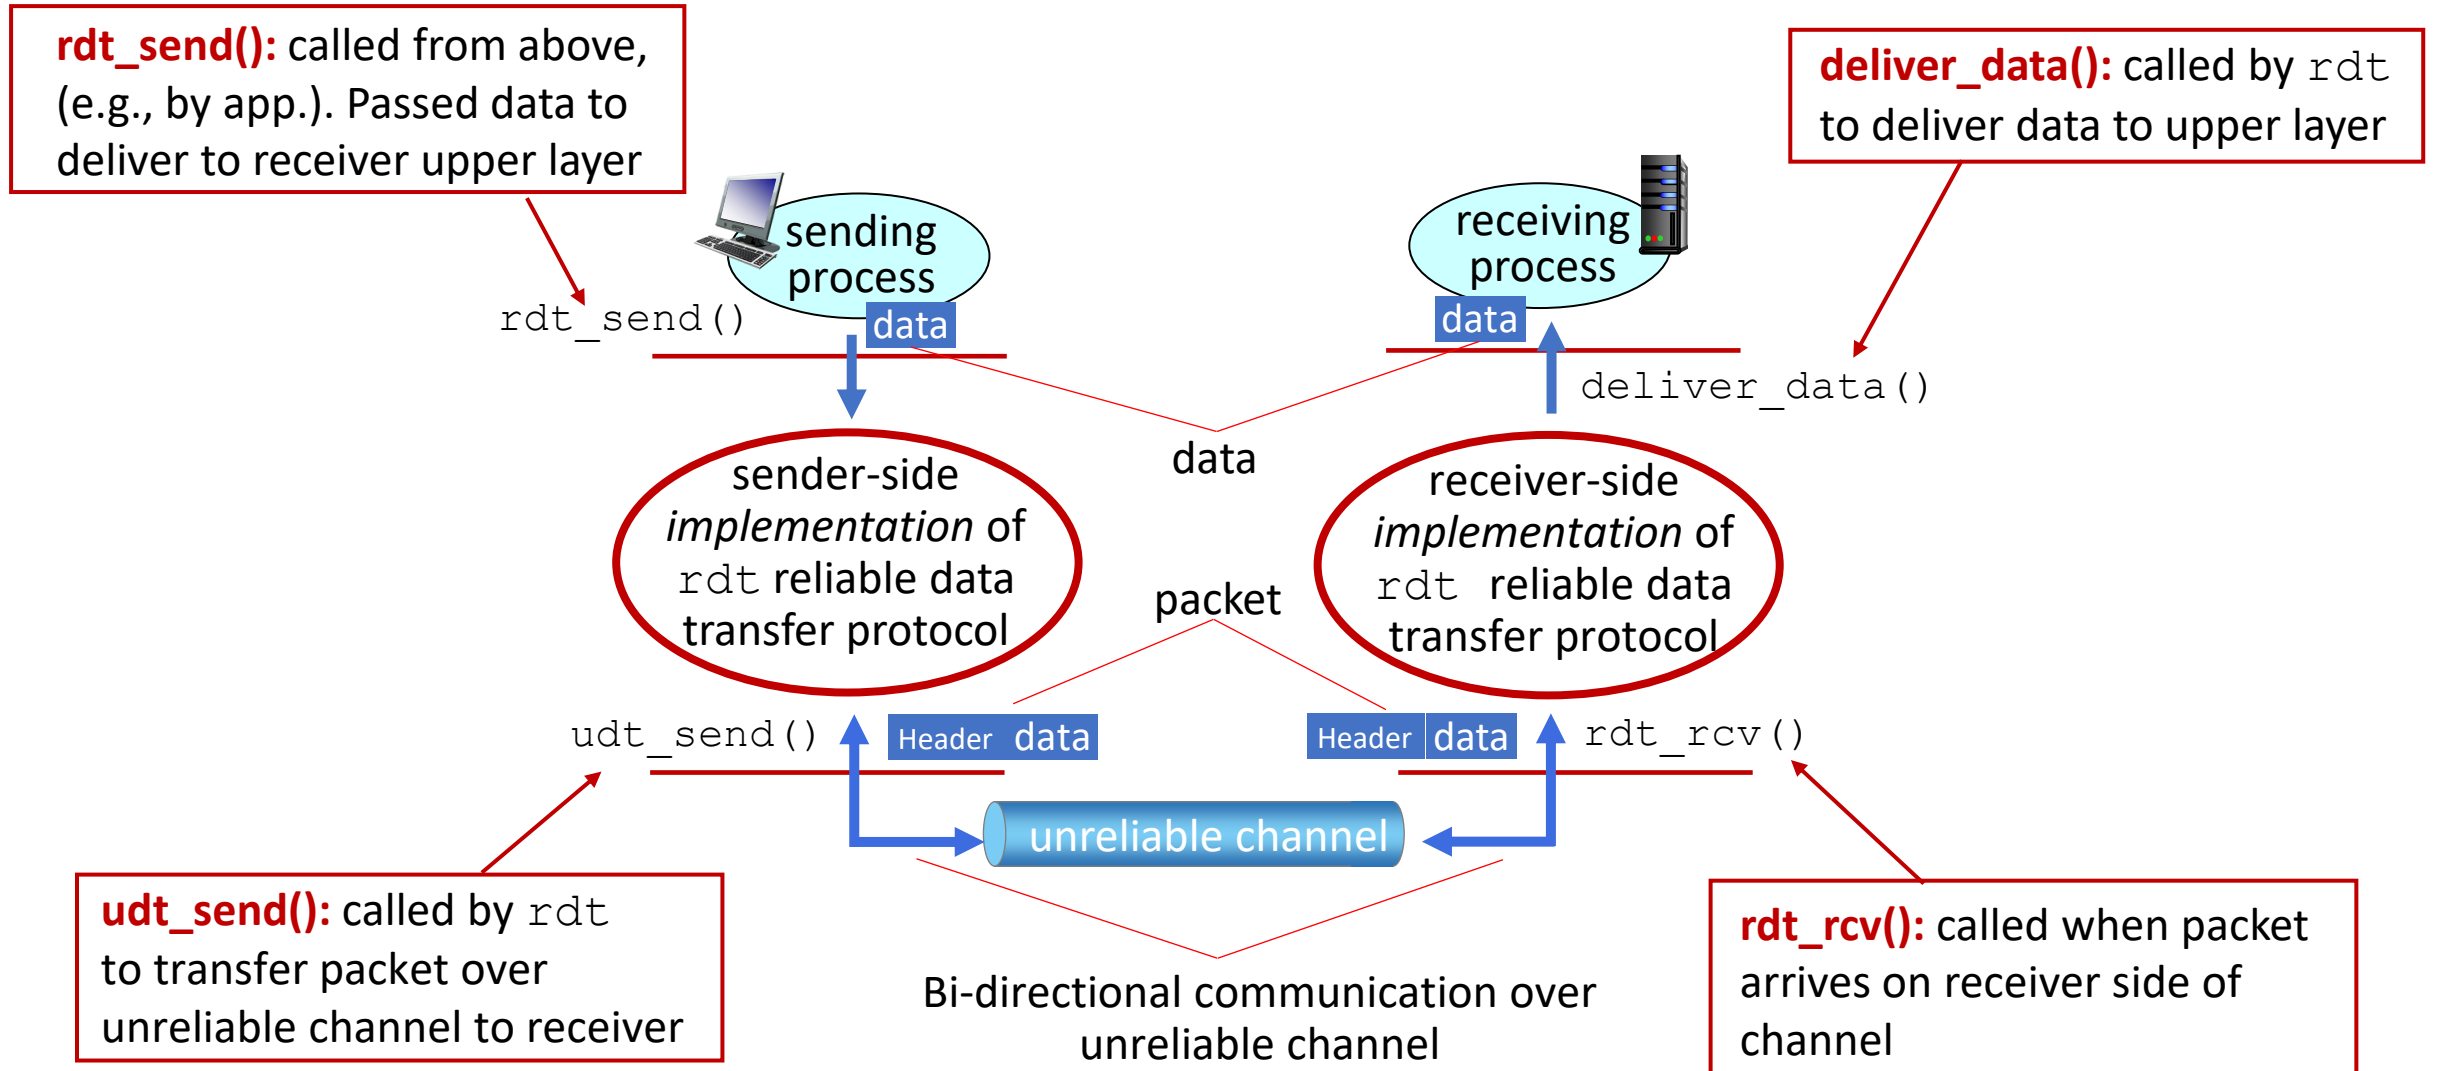 rdt_send(): called from above,
(e.g., by app.). Passed data to
deliver to receiver upper layer
deliver_data(): called by rdt
to deliver data to upper layer
sending
process
receiving
process
rdt_send()
data
data
deliver_data()
data
sender-side
implementation of
rdt reliable data
transfer protocol
receiver-side
implementation of
rdt reliable data
transfer protocol
packet
udt_send()
Header data
Header data
rdt_rcv()
unreliable channel
udt_send(): called by rdt
to transfer packet over
unreliable channel to receiver
Bi-directional communication over
unreliable channel
rdt_rcv(): called when packet
arrives on receiver side of
channel